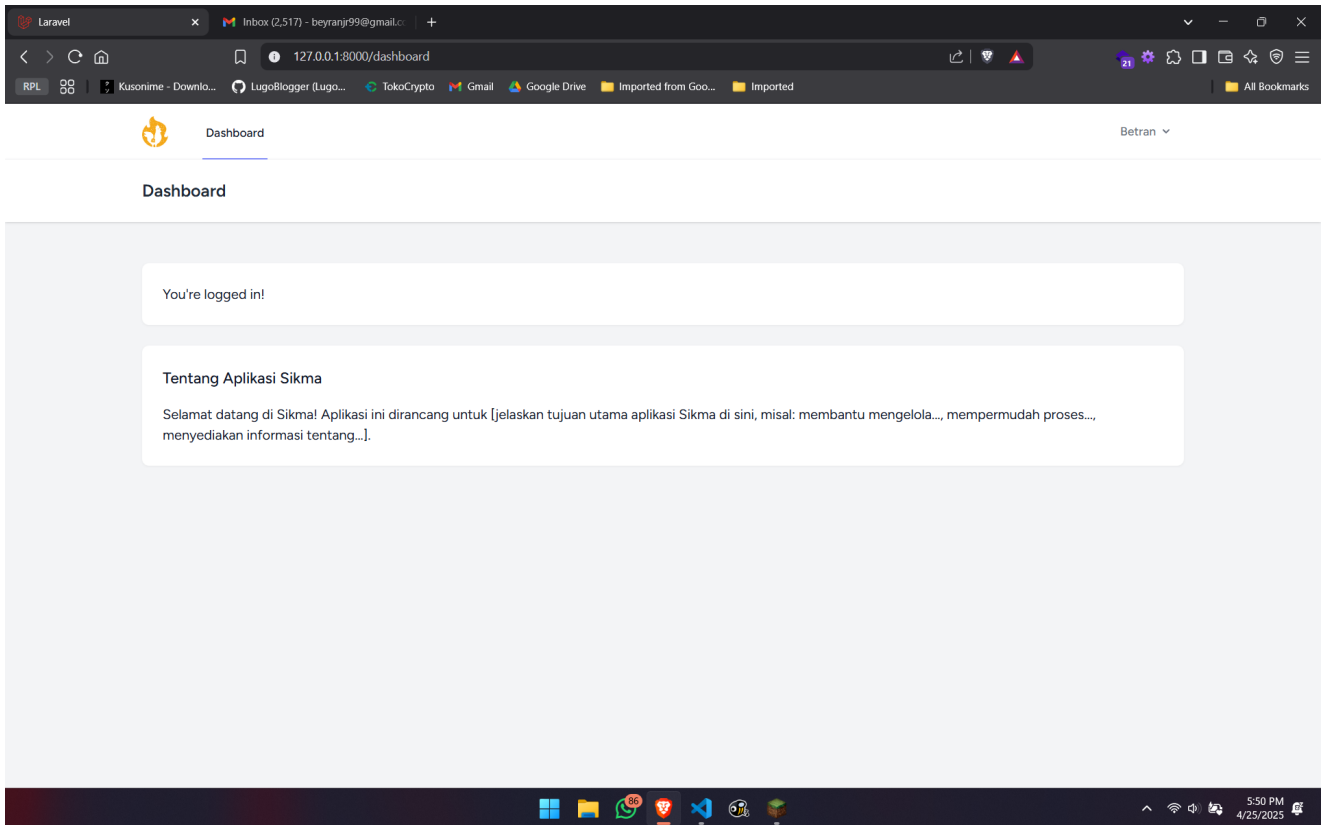 Laravel
Inbox (2,517) - beyranjr99@gmail.c
127.0.0.1:8000/dashboard
21
RPL
Kusonime - Downlo...
LugoBlogger (Lugo...
TokoCrypto
Gmail
Google Drive
Imported from Goo...
Imported
All Bookmarks
Dashboard
Betran
Dashboard
You're logged in!
Tentang Aplikasi Sikma
Selamat datang di Sikma! Aplikasi ini dirancang untuk [jelaskan tujuan utama aplikasi Sikma di sini, misal: membantu mengelola..., mempermudah proses...,
menyediakan informasi tentang...].
86
5:50 PM
4/25/2025